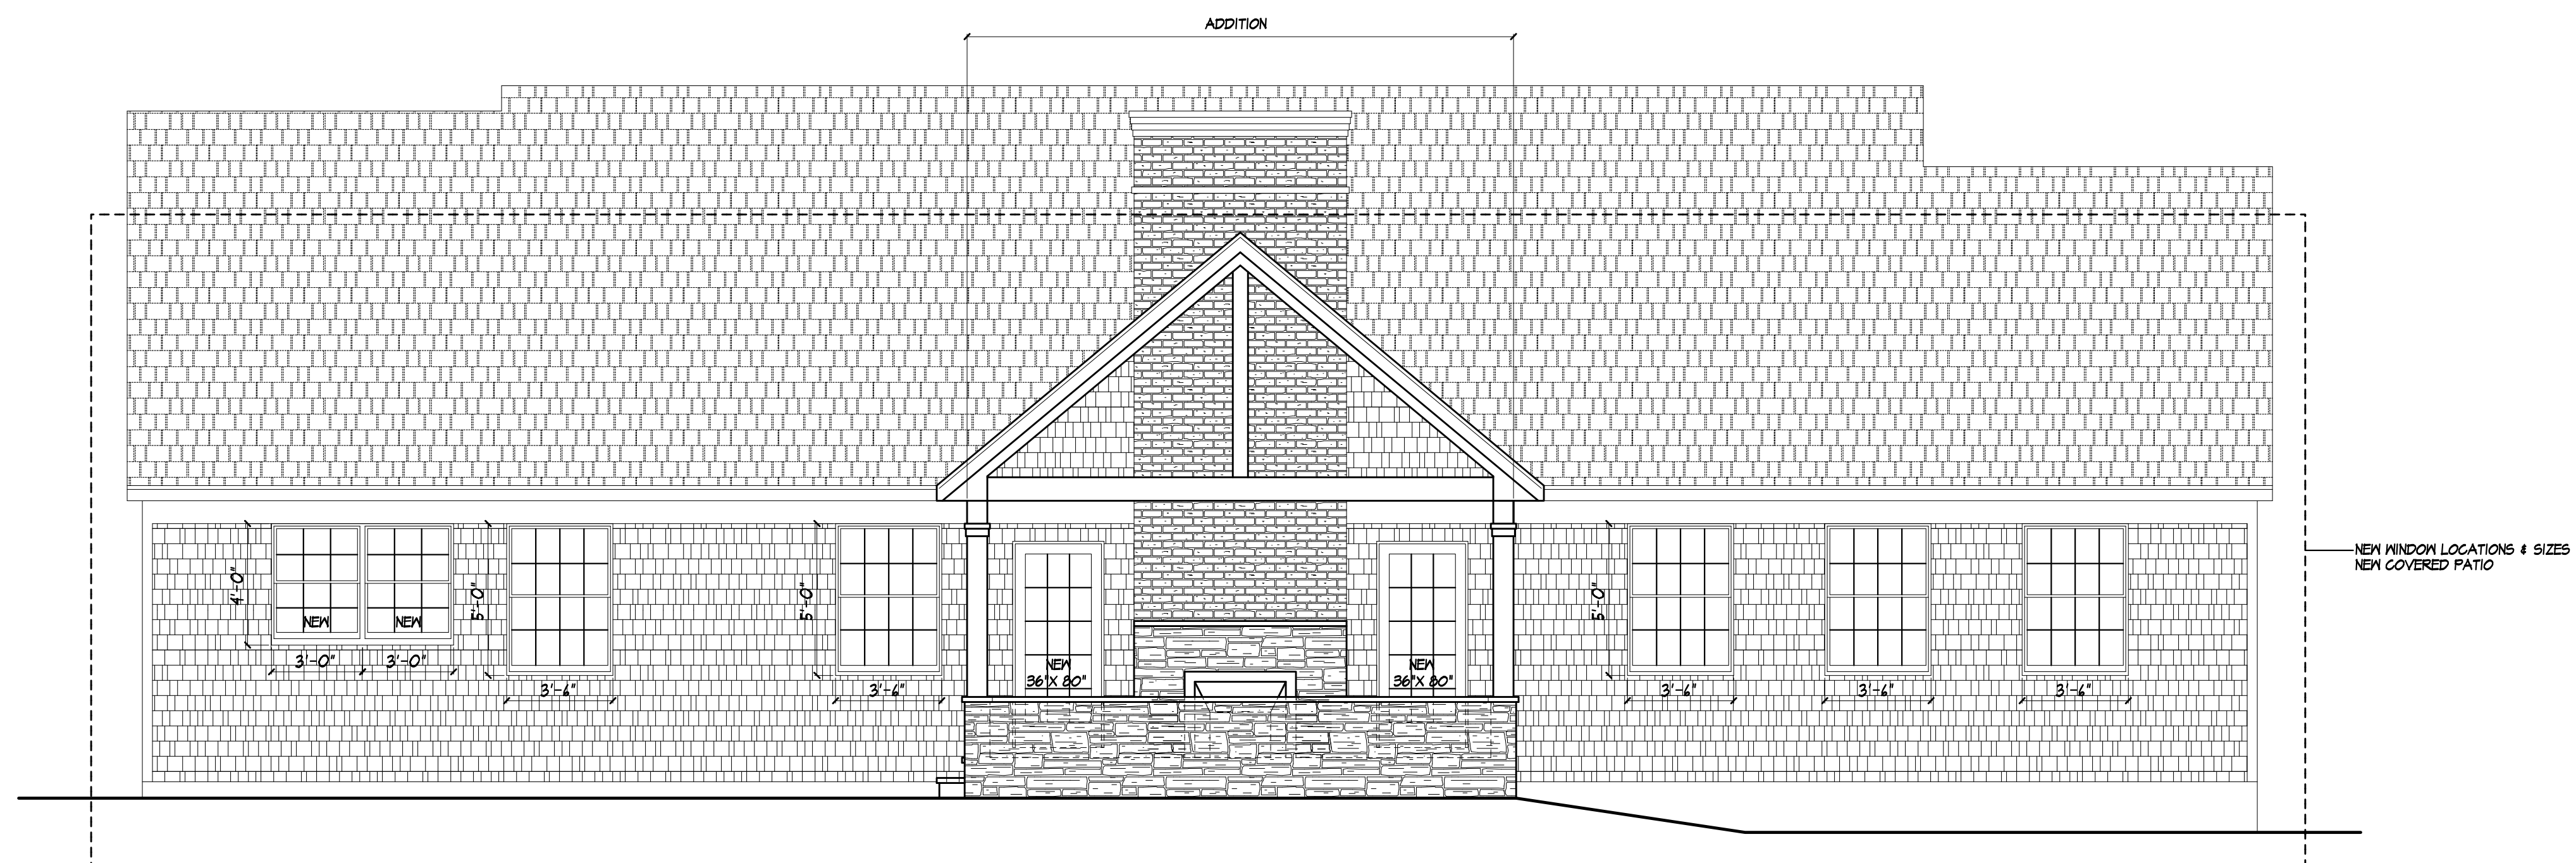 ADDITION
NEW WINDOW LOCATIONS & SIZES
NEW COVERED PATIO
4'-0"
NEW
NEW
3'-0"
3'-0"
5'-0"
3'-6"
5'-0"
3'-6"
NEW
36"X 80"
NEW
36"X 80"
5'-0"
3'-6"
3'-6"
3'-6"